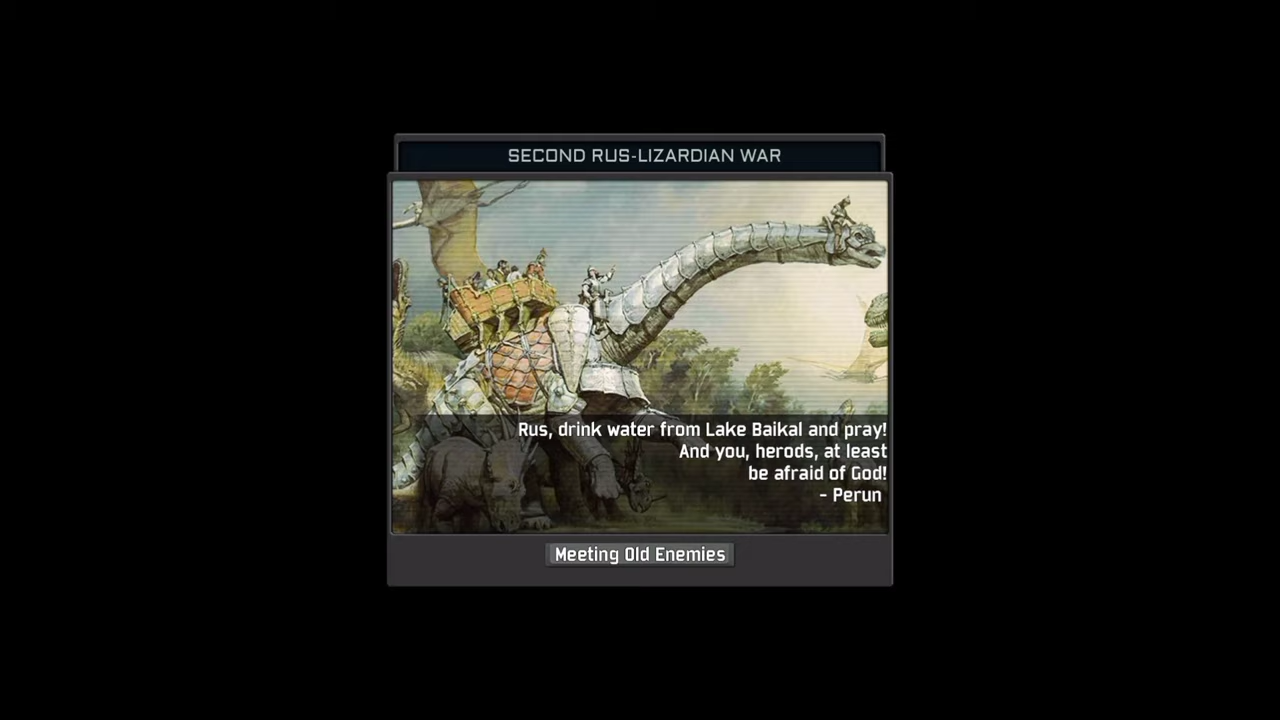 SECOND RUS-LIZARDIAN WAR
Rus, drink water from Lake Baikal and pray!
And you, herods, at least
be afraid of God!
- Perun
Meeting Old Enemies